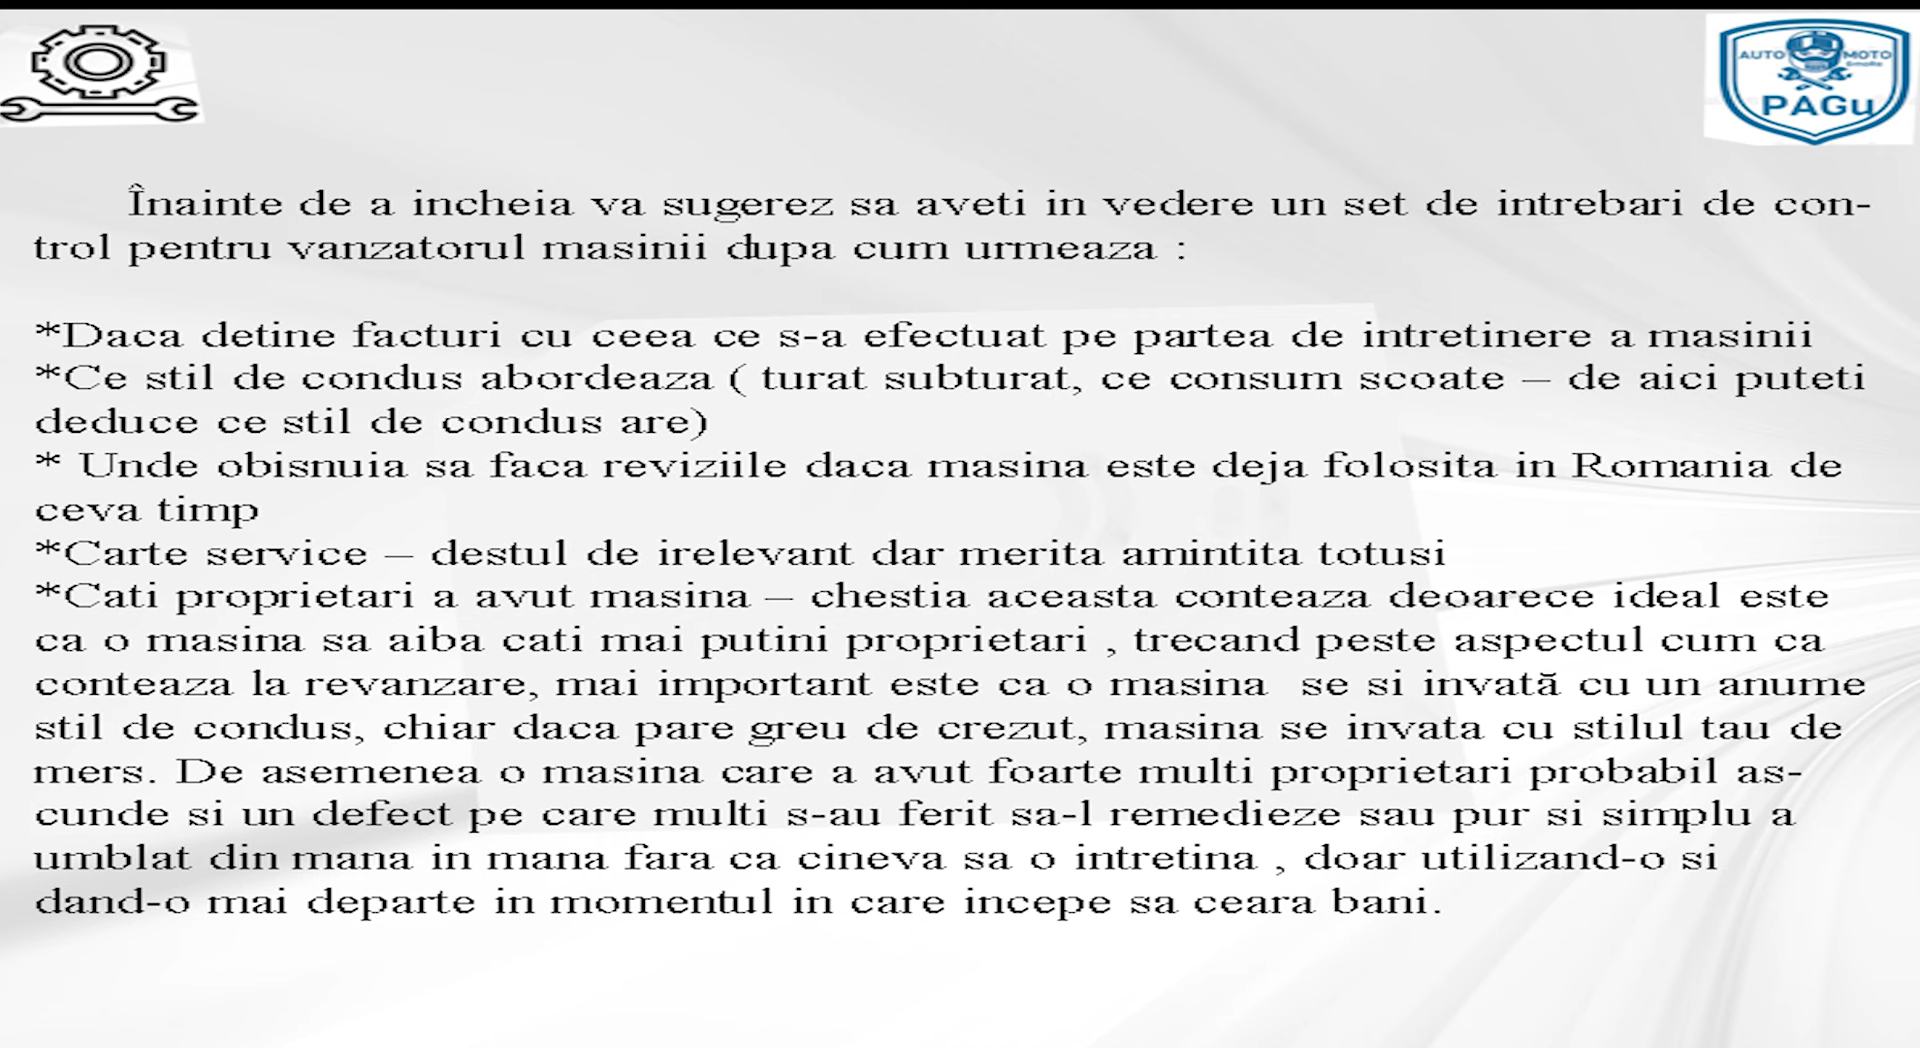 AUTO MOTO
PAGu
Înainte de a incheia va sugerez sa aveti in vedere un set de intrebari de con-
trol pentru vanzatorul masinii dupa cum urmeaza :
*Daca detine facturi cu ceea ce s-a efectuat pe partea de intretinere a masinii
*Ce stil de condus abordeaza ( turat subturat, ce consum scoate – de aici puteti
deduce ce stil de condus are)
* Unde obisnuia sa faca reviziile daca masina este deja folosita in Romania de
ceva timp
*Carte service – destul de irelevant dar merita amintita totusi
*Cati proprietari a avut masina – chestia aceasta conteaza deoarece ideal este
ca o masina sa aiba cati mai putini proprietari , trecand peste aspectul cum ca
conteaza la revanzare, mai important este ca o masina  se si invată cu un anume
stil de condus, chiar daca pare greu de crezut, masina se invata cu stilul tau de
mers. De asemenea o masina care a avut foarte multi proprietari probabil as-
cunde si un defect pe care multi s-au ferit sa-l remedieze sau pur si simplu a
umblat din mana in mana fara ca cineva sa o intretina , doar utilizand-o si
dand-o mai departe in momentul in care incepe sa ceara bani.